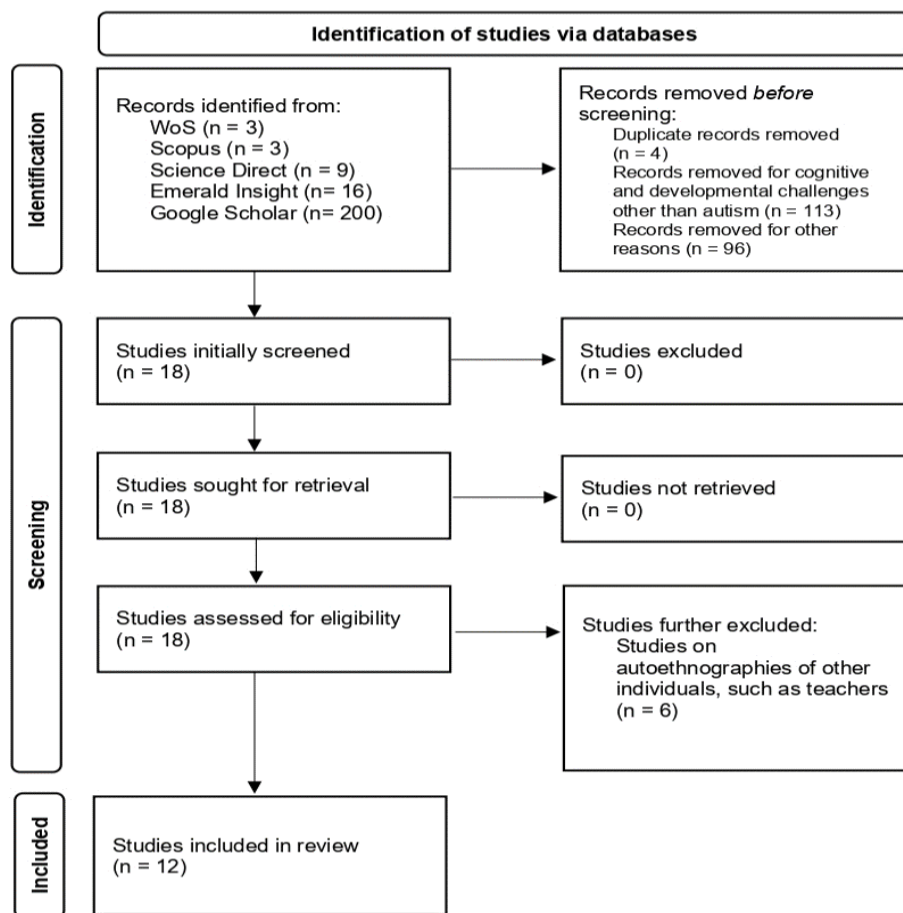 Identification of studies via databases
Identification
Records identified from:
WoS (n = 3)
Scopus (n = 3)
Science Direct (n = 9)
Emerald Insight (n= 16)
Google Scholar (n= 200)
Records removed before
screening:
Duplicate records removed
(n = 4)
Records removed for cognitive
and developmental challenges
other than autism (n = 113)
Records removed for other
reasons (n = 96)
Screening
Studies initially screened
(n = 18)
Studies excluded
(n = 0)
Studies sought for retrieval
(n = 18)
Studies not retrieved
(n = 0)
Studies assessed for eligibility
(n = 18)
Studies further excluded:
Studies on
autoethnographies of other
individuals, such as teachers
(n = 6)
Included
Studies included in review
(n = 12)